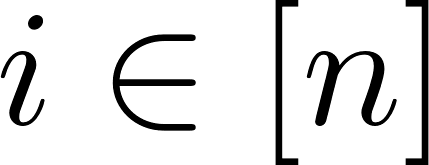 i ∈ [n]